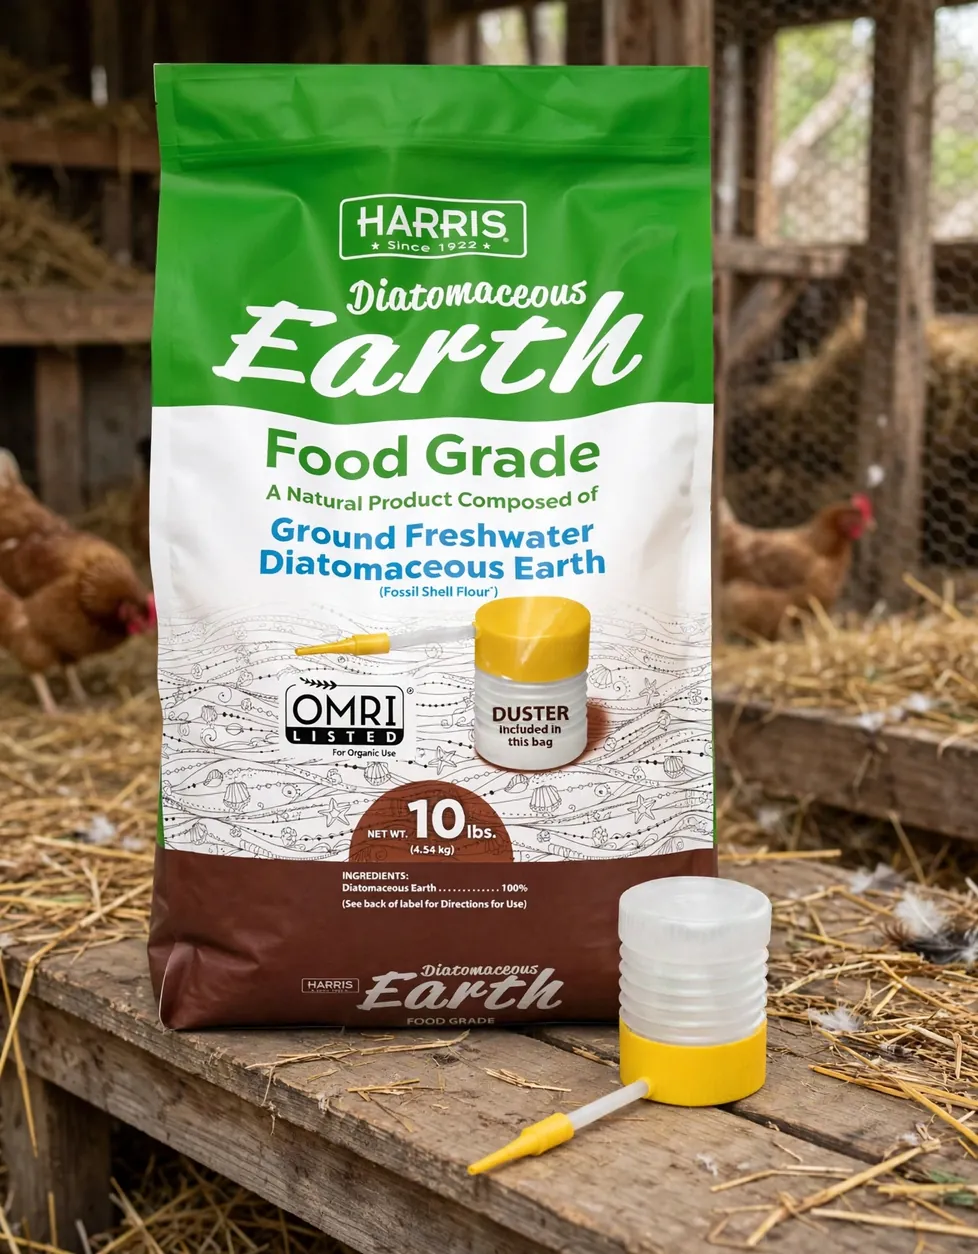 HARRIS®
★ Since 1922 ★
Diatomaceous
Earth
Food Grade
A Natural Product Composed of
Ground Freshwater
Diatomaceous Earth
(Fossil Shell Flour*)
OMRI®
LISTED
For Organic Use
DUSTER
included in
this bag
NET WT. 10 lbs.
(4.54 kg)
INGREDIENTS:
Diatomaceous Earth ............. 100%
(See back of label for Directions for Use)
HARRIS
Diatomaceous
Earth
FOOD GRADE